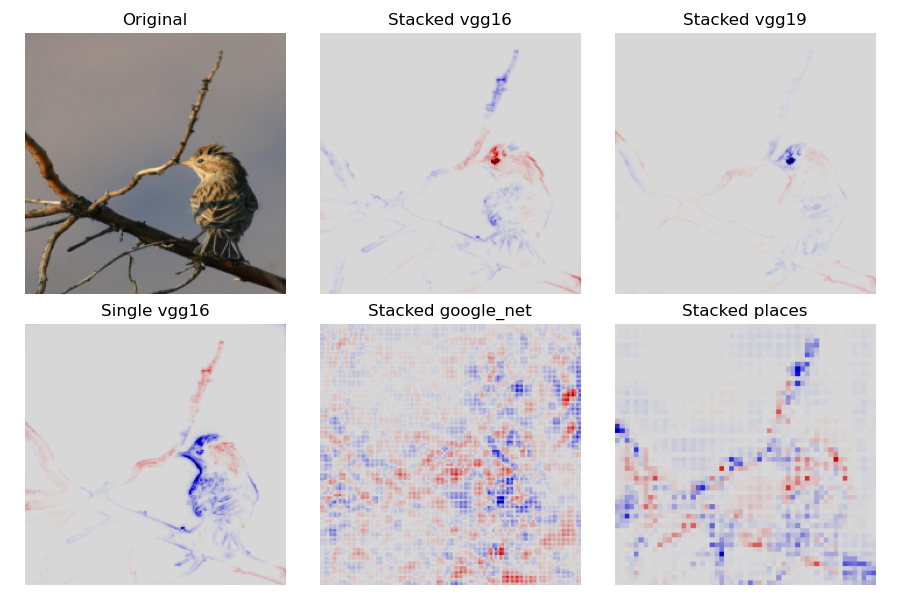 Original
Stacked vgg16
Stacked vgg19
Single vgg16
Stacked google_net
Stacked places